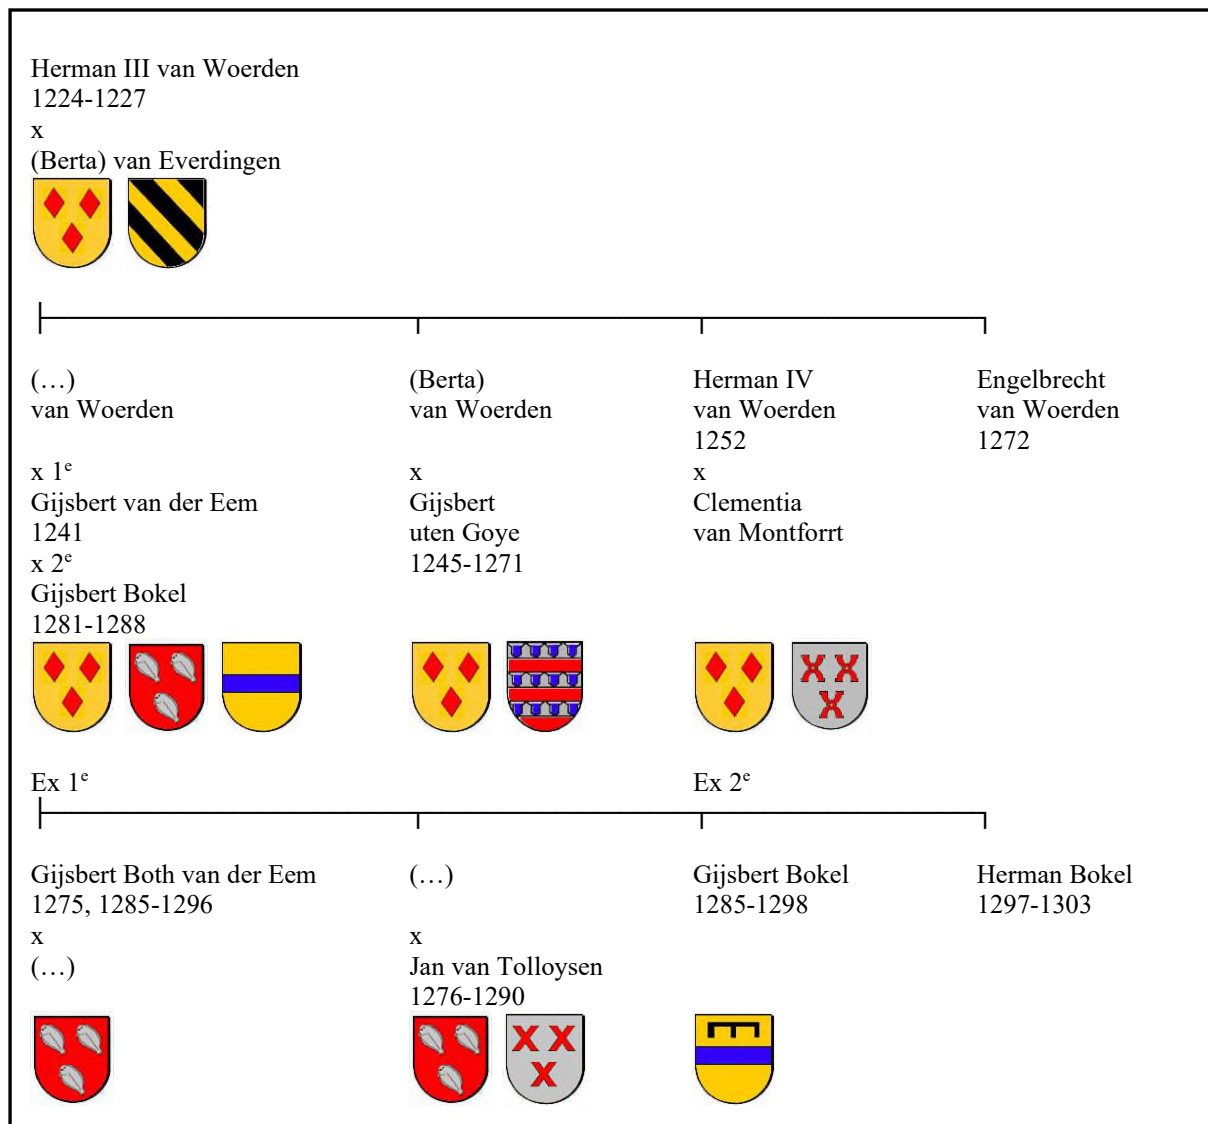 Herman III van Woerden
1224-1227
x
(Berta) van Everdingen
(…)
van Woerden
x 1e
Gijsbert van der Eem
1241
x 2e
Gijsbert Bokel
1281-1288
(Berta)
van Woerden
x
Gijsbert
uten Goye
1245-1271
Herman IV
van Woerden
1252
x
Clementia
van Montforrt
Engelbrecht
van Woerden
1272
Ex 1e
Ex 2e
Gijsbert Both van der Eem
1275, 1285-1296
x
(…)
(…)
x
Jan van Tolloysen
1276-1290
Gijsbert Bokel
1285-1298
Herman Bokel
1297-1303